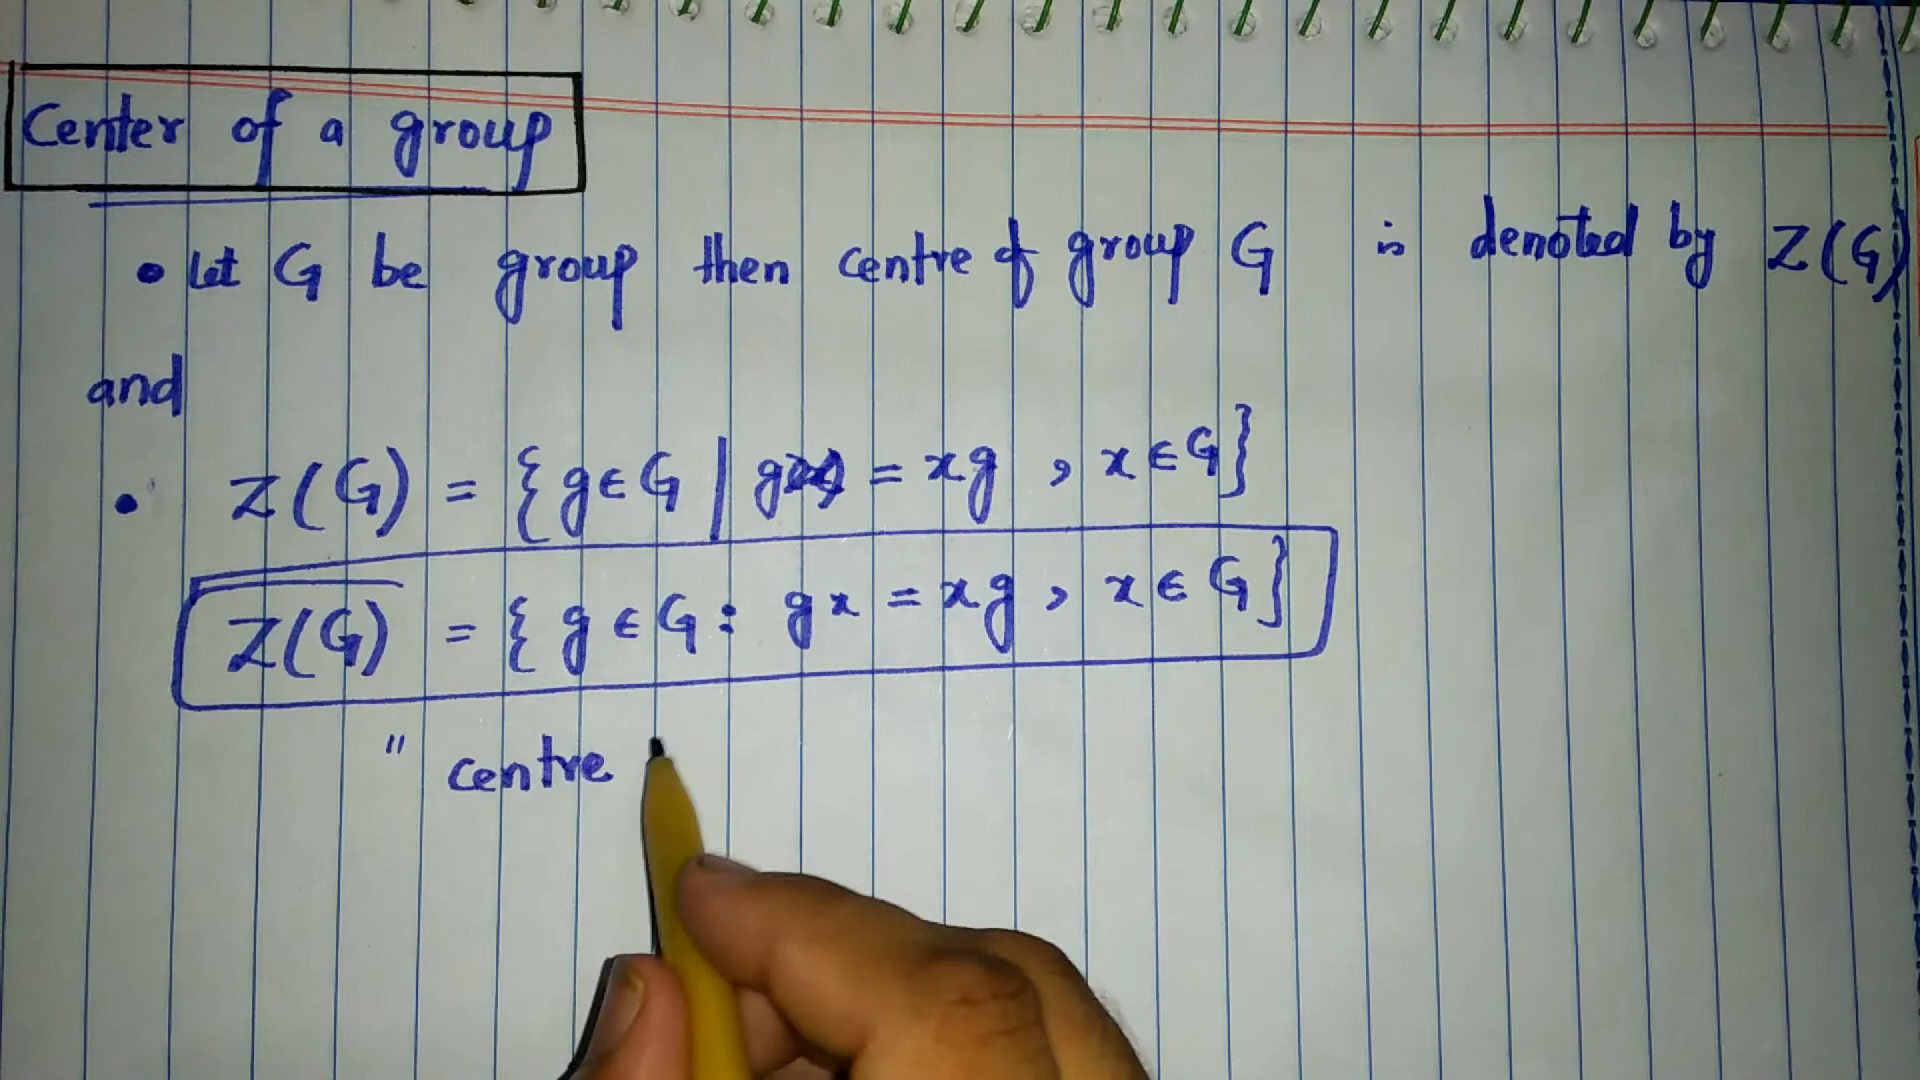 Center of a group
• Let G be group then centre of group G is denoted by Z(G)
and
• Z(G) = {g∈G | gx = xg , x∈G}
Z(G) = { g∈G : gx = xg , x∈G}
" centre